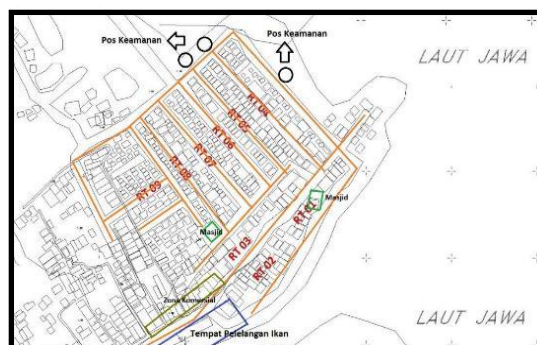 Pos Keamanan
Pos Keamanan
LAUT JAWA
RT 04
RT 05
RT 06
RT 07
RT 08
RT 09
RT 01
Masjid
Masjid
RT 03
RT 02
Zona Komersial
Tempat Pelelangan Ikan
LAUT JAWA